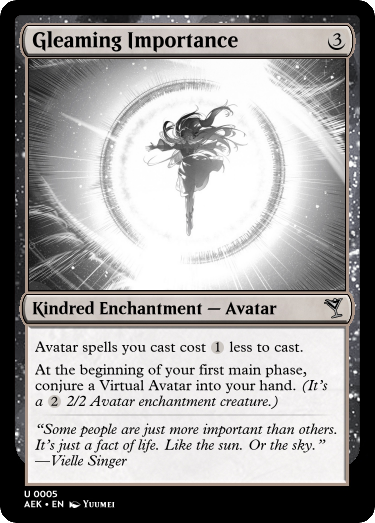 Gleaming Importance 3
Kindred Enchantment — Avatar
Avatar spells you cast cost 1 less to cast.
At the beginning of your first main phase,
conjure a Virtual Avatar into your hand. (It's
a 2 2/2 Avatar enchantment creature.)
“Some people are just more important than others.
It's just a fact of life. Like the sun. Or the sky.”
—Vielle Singer
U 0005
AEK • EN Yuumei